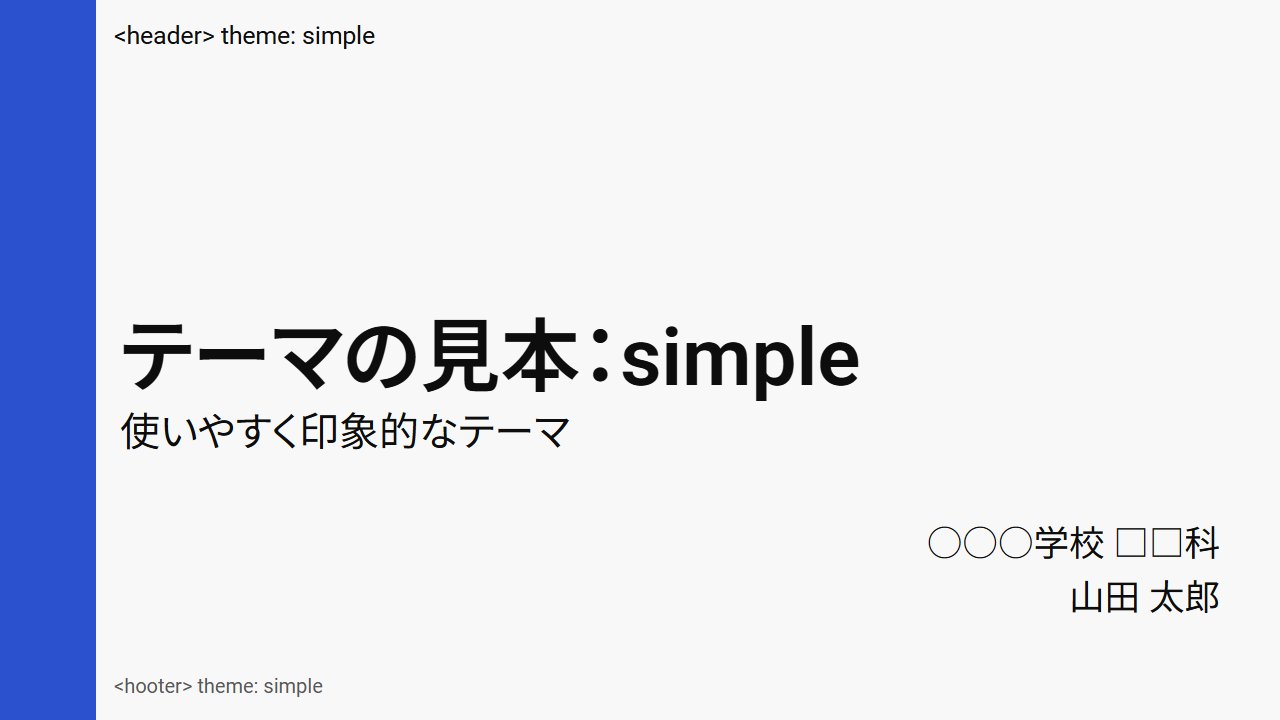 <header> theme: simple
テーマの見本：simple
使いやすく印象的なテーマ
○○○学校 □□科
山田 太郎
<hooter> theme: simple